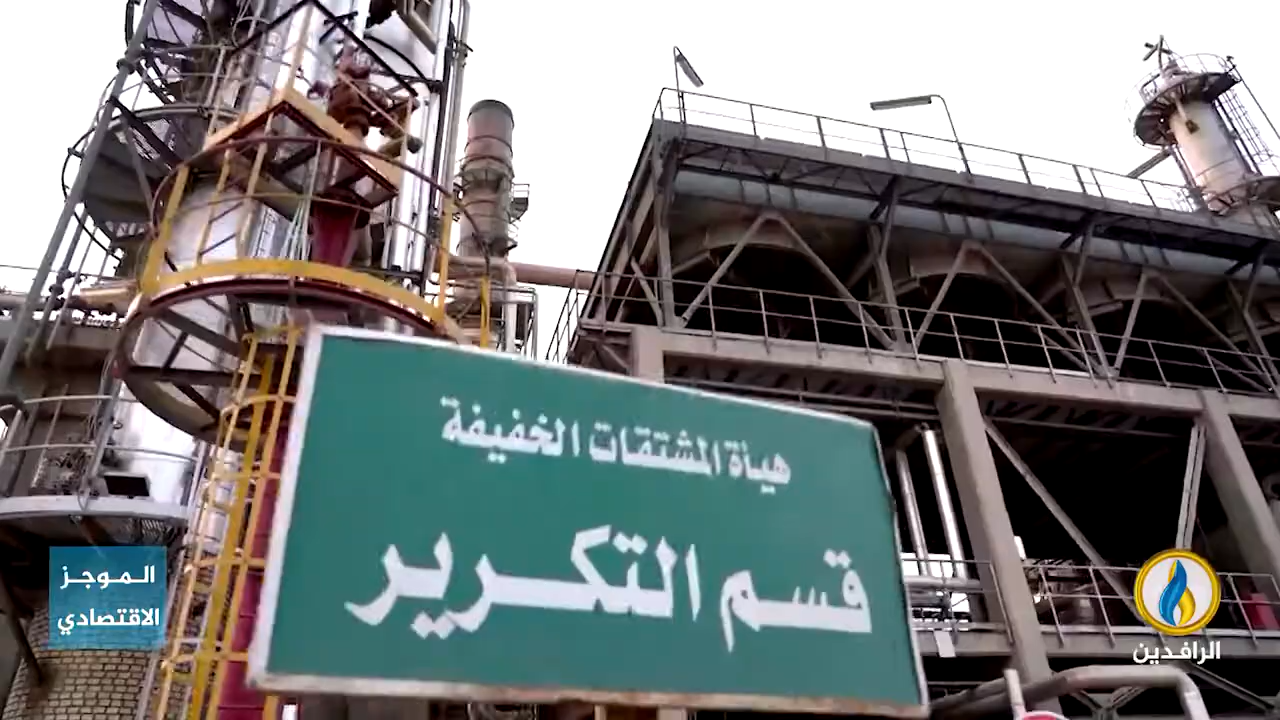 هيأة المشتقات الخفيفة
قسم التكرير
الموجز
الاقتصادي
الرافدين